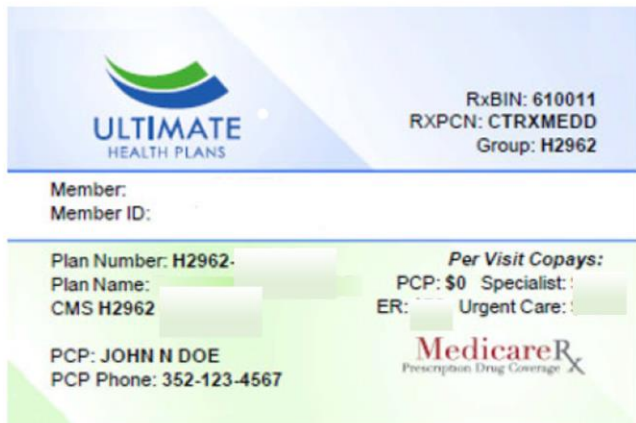 ULTIMATE
HEALTH PLANS
RxBIN: 610011
RXPCN: CTRXMEDD
Group: H2962
Member:
Member ID:
Plan Number: H2962-
Plan Name:
CMS H2962
PCP: JOHN N DOE
PCP Phone: 352-123-4567
Per Visit Copays:
PCP: $0 Specialist:
ER: Urgent Care:
MedicareRx
Prescription Drug Coverage